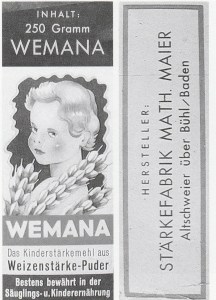 INHALT:
250 Gramm
WEMANA
WEMANA
Das Kinderstärkemehl aus
Weizenstärke-Puder
Bestens bewährt in der
Säuglings- u. Kinderernährung
HERSTELLER:
STÄRKEFABRIK MATH. MAIER
Altschweier über Bühl/Baden